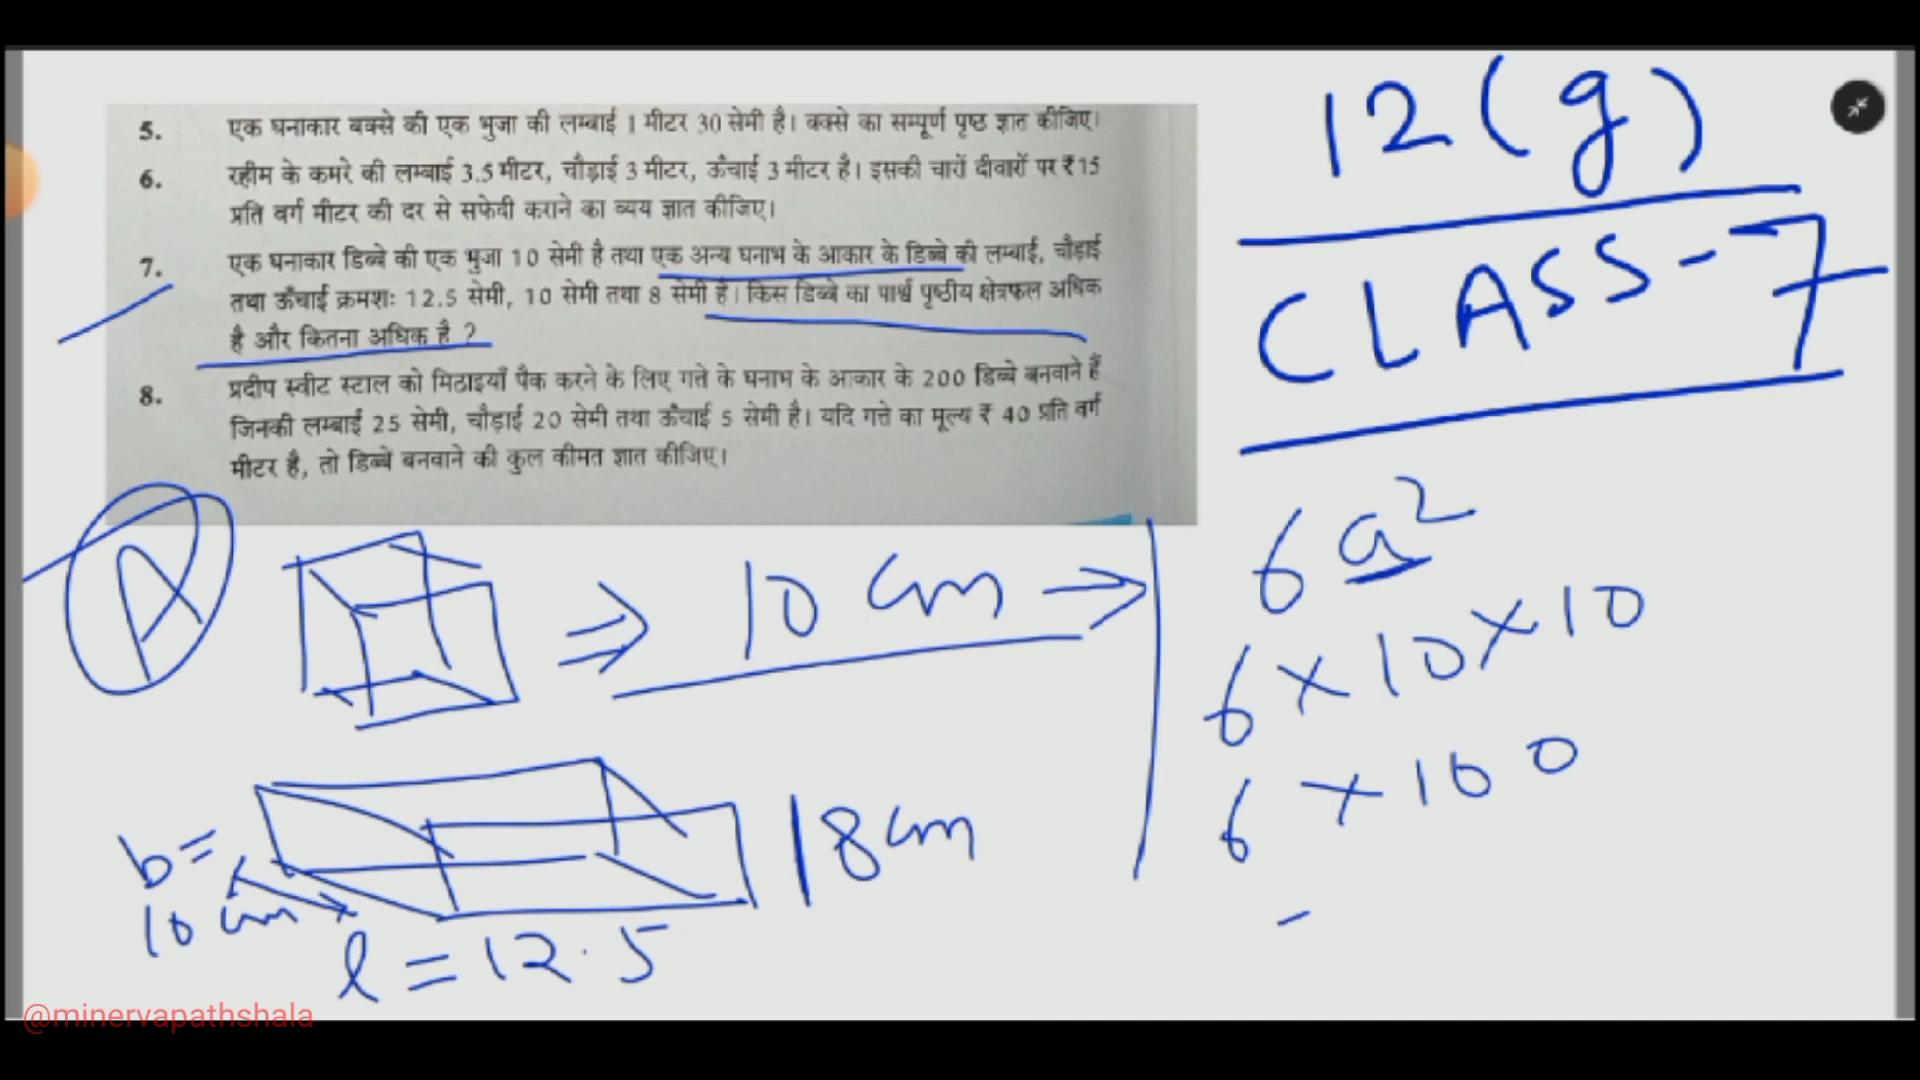 5. एक घनाकार बक्से की एक भुजा की लम्बाई 1 मीटर 30 सेमी है। बक्से का सम्पूर्ण पृष्ठ ज्ञात कीजिए।
6. रहीम के कमरे की लम्बाई 3.5 मीटर, चौड़ाई 3 मीटर, ऊँचाई 3 मीटर है। इसकी चारों दीवारों पर ₹ 15
प्रति वर्ग मीटर की दर से सफेदी कराने का व्यय ज्ञात कीजिए।
7. एक घनाकार डिब्बे की एक भुजा 10 सेमी है तथा एक अन्य घनाभ के आकार के डिब्बे की लम्बाई, चौड़ाई
तथा ऊँचाई क्रमशः 12.5 सेमी, 10 सेमी तथा 8 सेमी है। किस डिब्बे का पार्श्व पृष्ठीय क्षेत्रफल अधिक
है और कितना अधिक है ?
8. प्रदीप स्वीट स्टाल को मिठाइयाँ पैक करने के लिए गत्ते के घनाभ के आकार के 200 डिब्बे बनवाने हैं
जिनकी लम्बाई 25 सेमी, चौड़ाई 20 सेमी तथा ऊँचाई 5 सेमी है। यदि गत्ते का मूल्य ₹ 40 प्रति वर्ग
मीटर है, तो डिब्बे बनवाने की कुल कीमत ज्ञात कीजिए।
12(g)
CLASS-7
A
⇒ 10 cm →
b=
10 cm
l = 12.5
8 cm
6a²
6×10×10
6×100
-
@minervapathshala